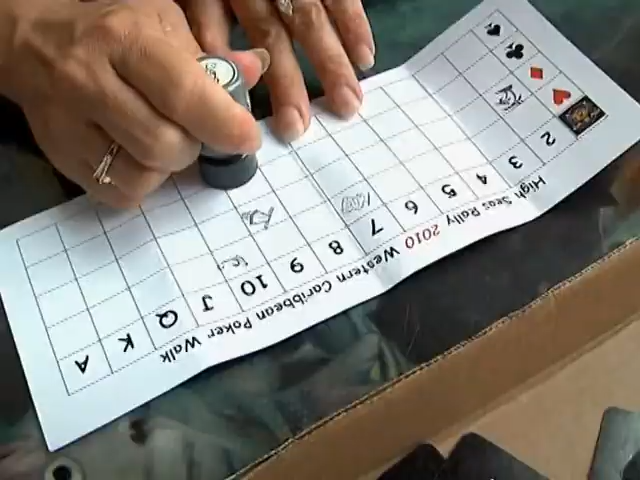 High Seas Rally 2010 Western Caribbean Poker Walk
2 3 4 5 6 7 8 9 10 J Q K A